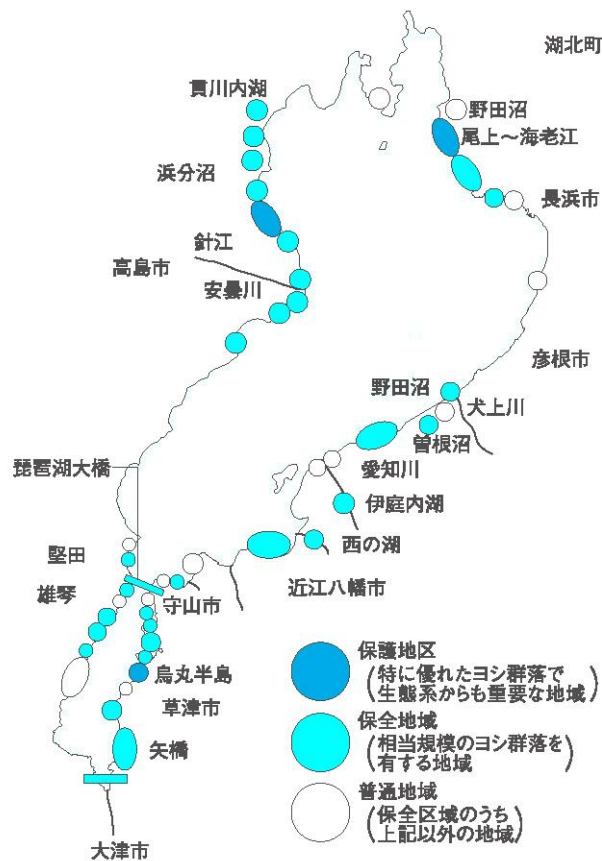 湖北町
貫川内湖
野田沼
尾上~海老江
浜分沼
長浜市
針江
高島市
安曇川
彦根市
野田沼
犬上川
曽根沼
琵琶湖大橋
愛知川
伊庭内湖
西の湖
堅田
近江八幡市
雄琴
守山市
保護地区
(特に優れたヨシ群落で
生態系からも重要な地域)
烏丸半島
草津市
保全地域
(相当規模のヨシ群落を
有する地域)
矢橋
普通地域
(保全区域のうち
上記以外の地域)
大津市